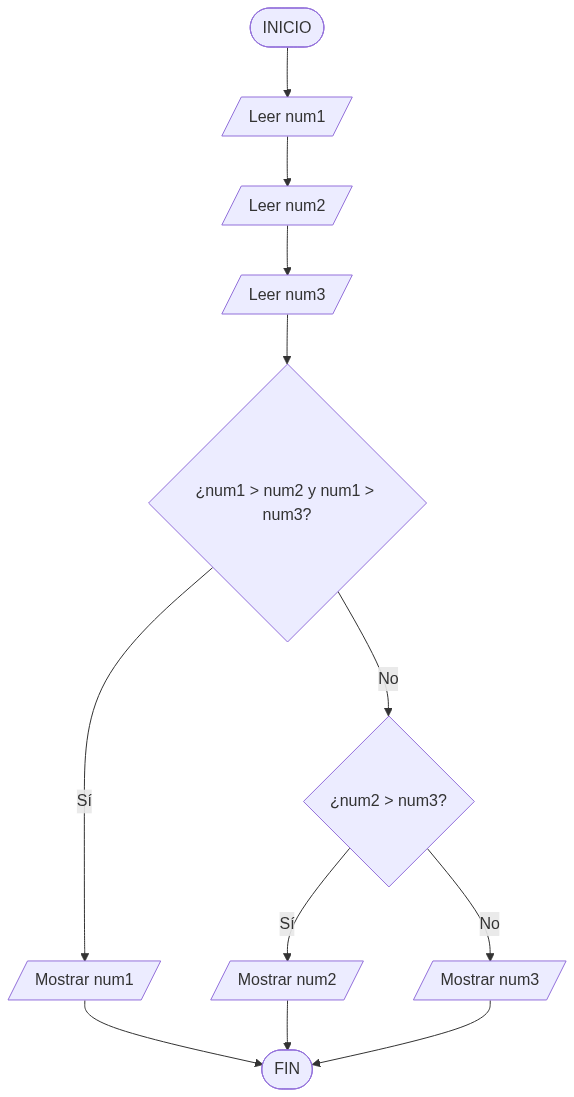 INICIO
Leer num1
Leer num2
Leer num3
¿num1 > num2 y num1 >
num3?
No
Sí
¿num2 > num3?
Sí
No
Mostrar num1
Mostrar num2
Mostrar num3
FIN